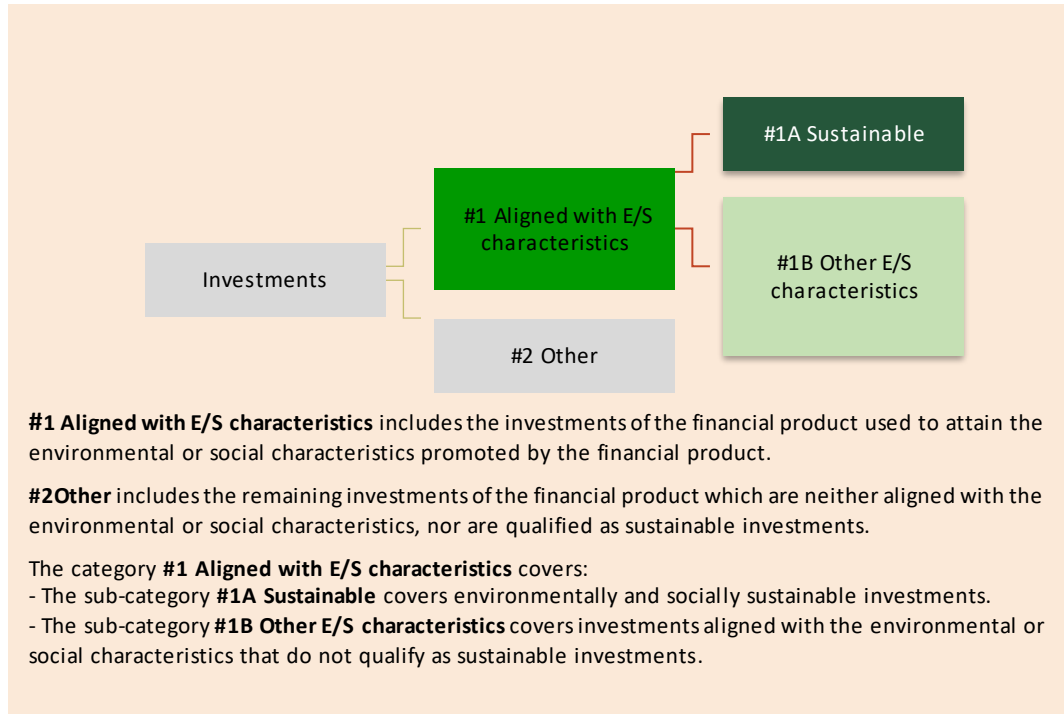 #1A Sustainable
#1 Aligned with E/S
characteristics
#1B Other E/S
characteristics
Investments
#2 Other
#1 Aligned with E/S characteristics includes the investments of the financial product used to attain the
environmental or social characteristics promoted by the financial product.
#2Other includes the remaining investments of the financial product which are neither aligned with the
environmental or social characteristics, nor are qualified as sustainable investments.
The category #1 Aligned with E/S characteristics covers:
- The sub-category #1A Sustainable covers environmentally and socially sustainable investments.
- The sub-category #1B Other E/S characteristics covers investments aligned with the environmental or
social characteristics that do not qualify as sustainable investments.